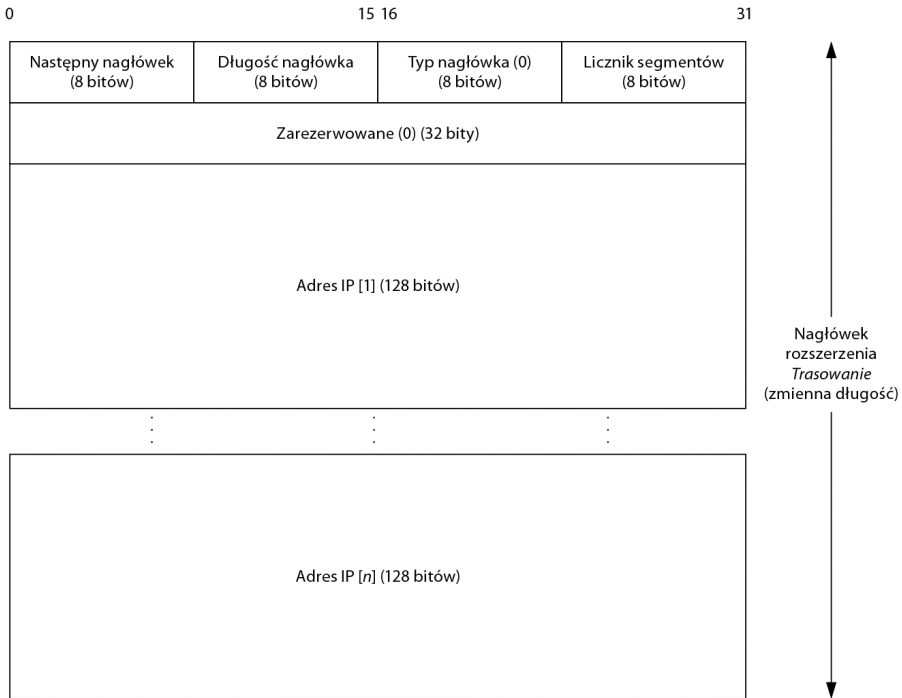 0 15 16 31
Następny nagłówek
(8 bitów)
Długość nagłówka
(8 bitów)
Typ nagłówka (0)
(8 bitów)
Licznik segmentów
(8 bitów)
Zarezerwowane (0) (32 bity)
Adres IP [1] (128 bitów)
Nagłówek
rozszerzenia
Trasowanie
(zmienna długość)
Adres IP [n] (128 bitów)